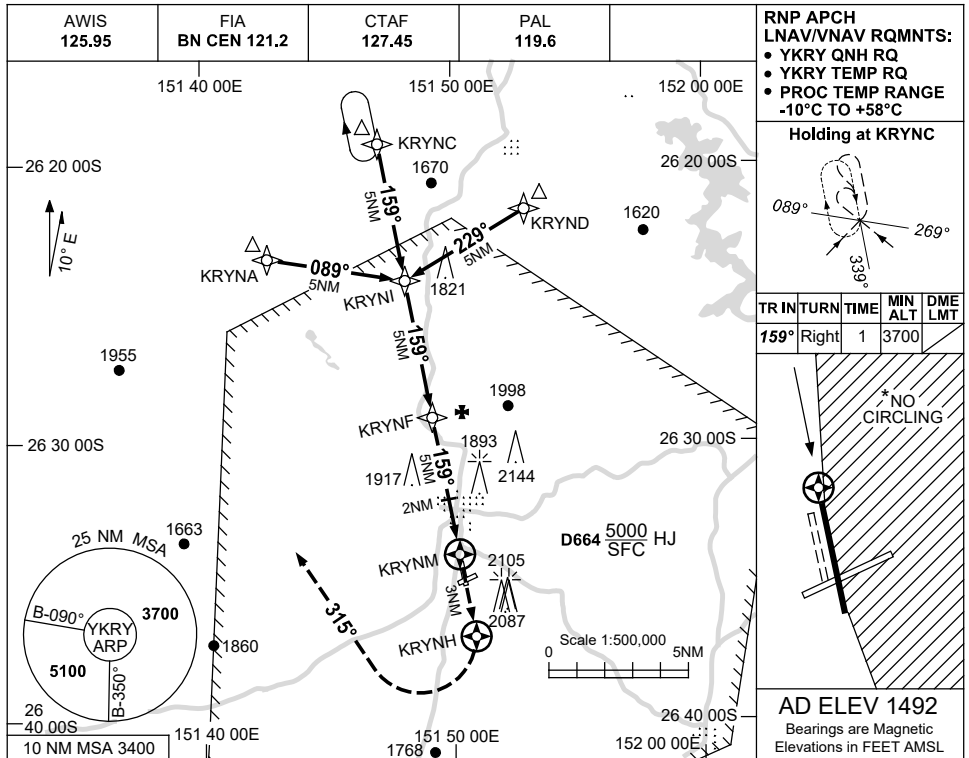 AWIS
125.95
FIA
BN CEN 121.2
CTAF
127.45
PAL
119.6
RNP APCH
LNAV/VNAV RQMNTS:
• YKRY QNH RQ
• YKRY TEMP RQ
• PROC TEMP RANGE
-10°C TO +58°C
151 40 00E
151 50 00E
152 00 00E
KRYNC
Holding at KRYNC
089°
269°
339°
26 20 00S
26 20 00S
1670
159°
5NM
KRYND
1620
10° E
229°
5NM
KRYNA
089°
5NM
KRYNI
1821
TR IN
TURN
TIME
MIN
ALT
DME
LMT
159°
Right
1
3700
159°
5NM
1955
1998
*NO
CIRCLING
KRYNF
26 30 00S
26 30 00S
1893
159°
5NM
1917
2144
2NM
D664 5000
SFC
HJ
1663
25 NM MSA
KRYNM
2105
3NM
B-090°
3700
YKRY
ARP
315°
2087
KRYNH
Scale 1:500,000
0
5NM
1860
5100
B-350°
AD ELEV 1492
Bearings are Magnetic
Elevations in FEET AMSL
26
40 00S
26 40 00S
151 40 00E
151 50 00E
152 00 00E
10 NM MSA 3400
1768